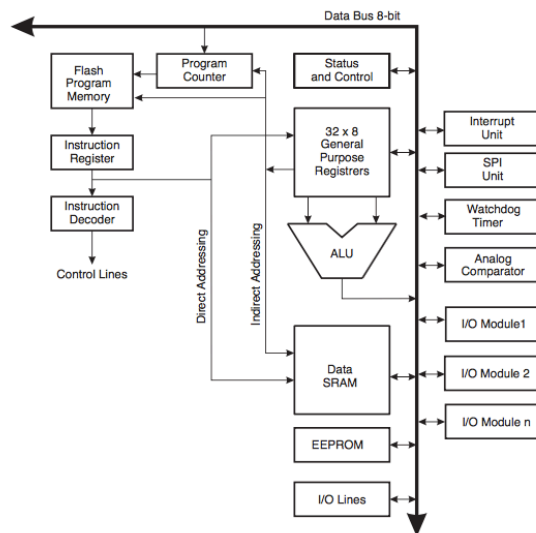 Data Bus 8-bit
Flash
Program
Memory
Program
Counter
Status
and Control
Instruction
Register
32 x 8
General
Purpose
Registrers
Interrupt
Unit
SPI
Unit
Instruction
Decoder
Watchdog
Timer
Direct Addressing
Indirect Addressing
ALU
Analog
Comparator
Control Lines
I/O Module1
Data
SRAM
I/O Module 2
I/O Module n
EEPROM
I/O Lines